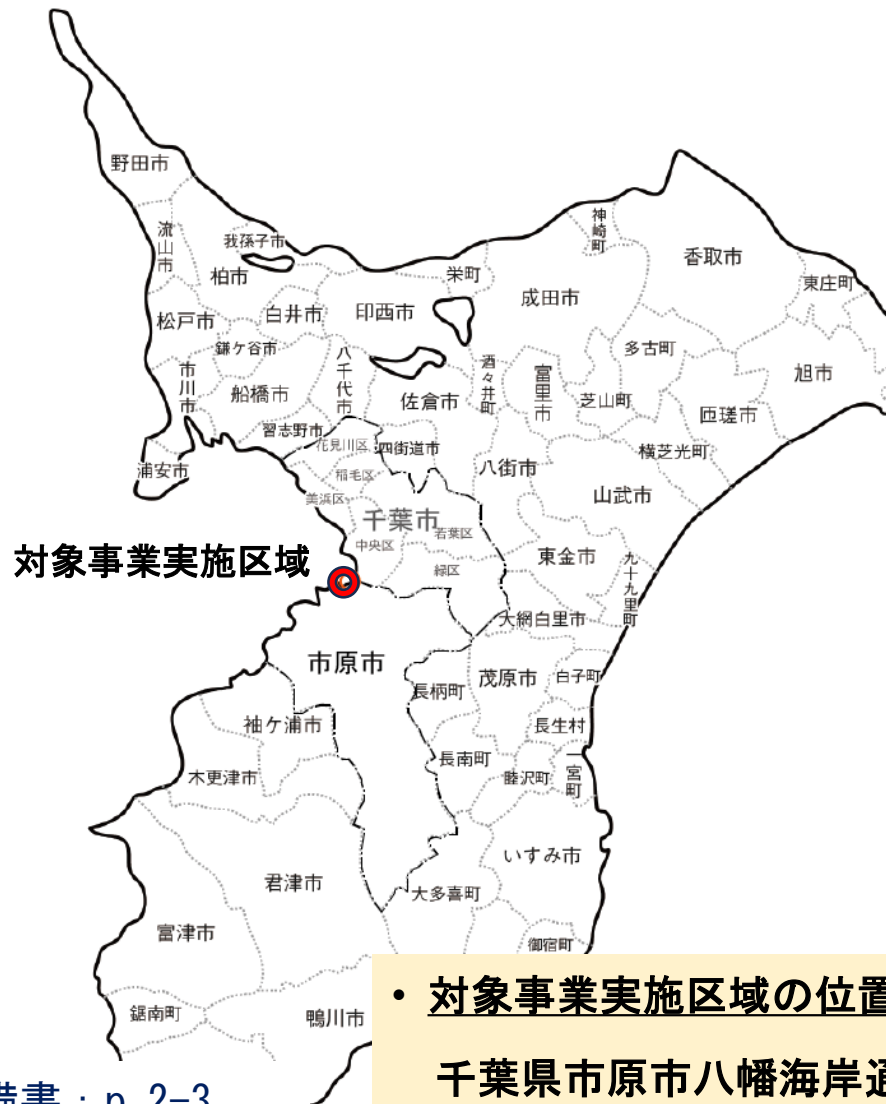 野田市
流山市
我孫子市
柏市
栄町
神崎町
香取市
東庄町
成田市
松戸市
白井市
印西市
鎌ケ谷市
八千代市
酒々井町
富里市
多古町
旭市
市川市
船橋市
佐倉市
芝山町
匝瑳市
習志野市
花見川区
四街道市
横芝光町
浦安市
稲毛区
八街市
山武市
美浜区
千葉市
若葉区
中央区
緑区
東金市
九十九里町
対象事業実施区域
大網白里市
市原市
長柄町
茂原市
白子町
袖ケ浦市
長生村
長南町
一宮町
木更津市
睦沢町
いすみ市
君津市
大多喜町
富津市
御宿町
鋸南町
鴨川市
• 対象事業実施区域の位置
千葉県市原市八幡海岸通
備書：p.2-3